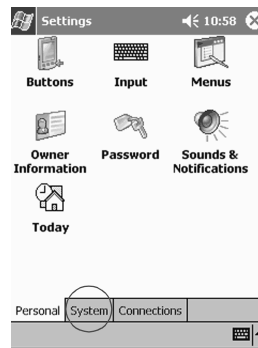 Settings 10:58
Buttons Input Menus
Owner Password Sounds &
Information Notifications
Today
Personal System Connections